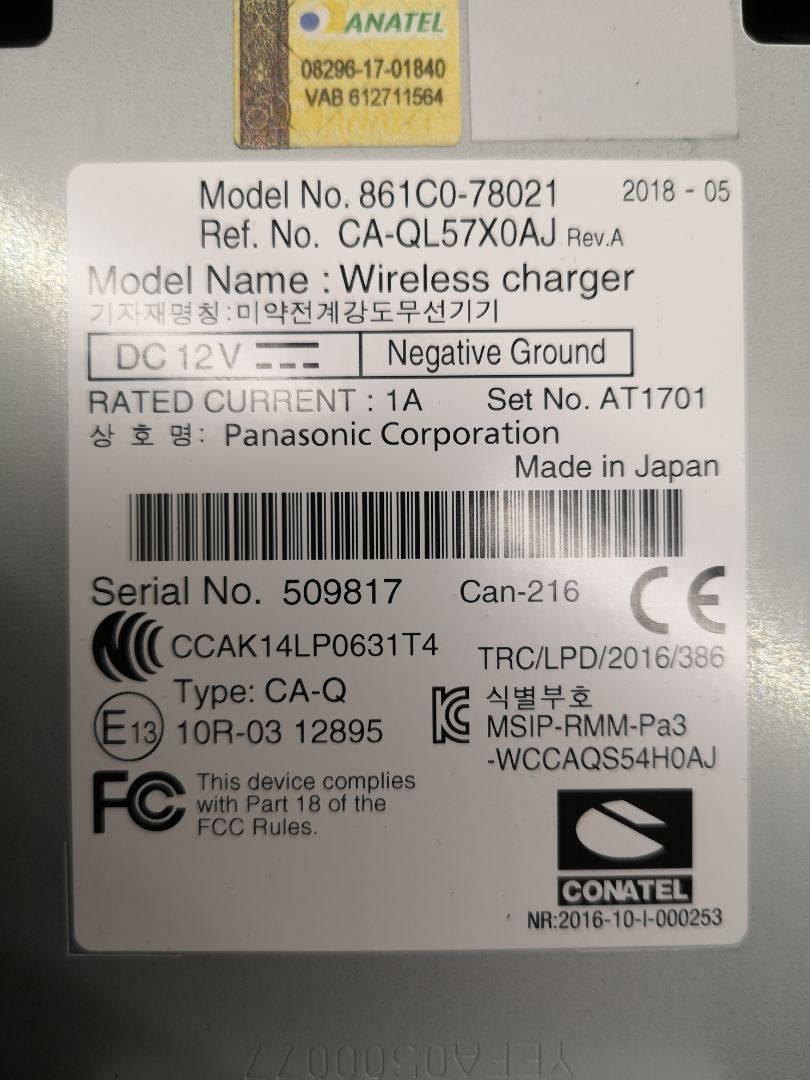 ANATEL
08296-17-01840
VAB 612711564
Model No. 861C0-78021 2018 - 05
Ref. No. CA-QL57X0AJ Rev.A
Model Name : Wireless charger
기자재명칭:미약전계강도무선기기
DC 12V Negative Ground
RATED CURRENT : 1A Set No. AT1701
상 호 명: Panasonic Corporation
Made in Japan
Serial No. 509817 Can-216 CE
CCAK14LP0631T4 TRC/LPD/2016/386
Type: CA-Q
E13 10R-03 12895
식별부호
MSIP-RMM-Pa3
-WCCAQS54H0AJ
FC This device complies
with Part 18 of the
FCC Rules.
CONATEL
NR:2016-10-I-000253
YEFA0500077